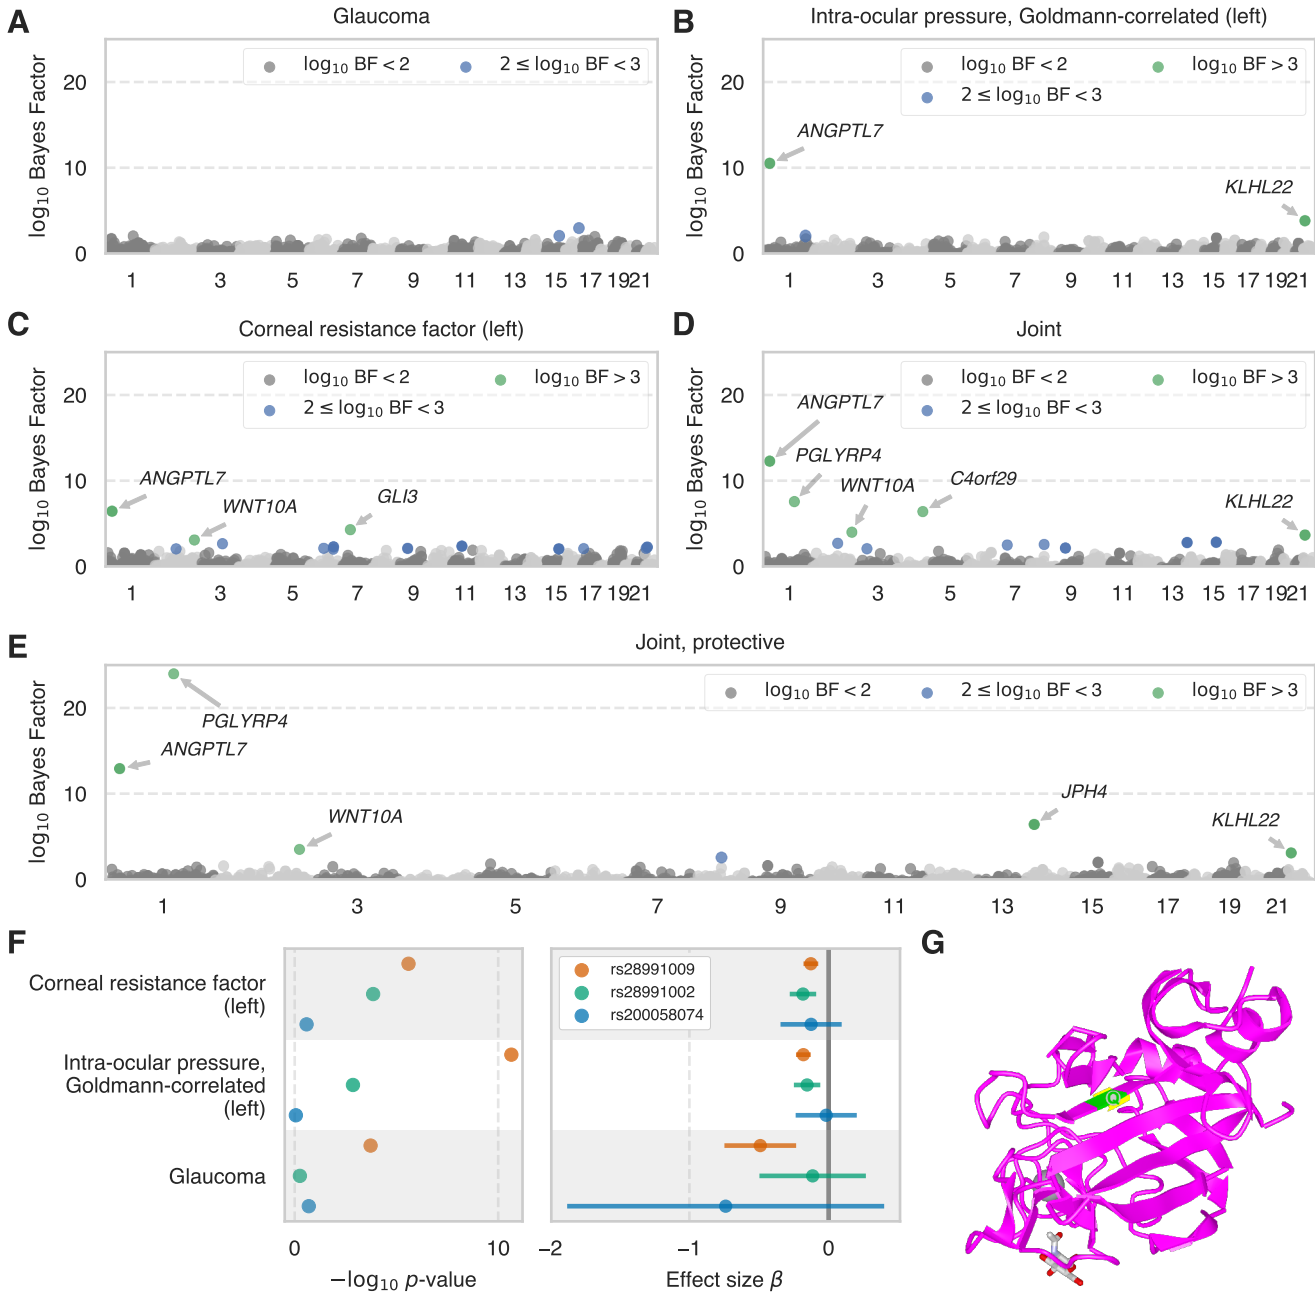 A
Glaucoma
log₁₀ Bayes Factor
20
10
0
log₁₀ BF < 2
2 ≤ log₁₀ BF < 3
1 3 5 7 9 11 13 15 17 19 21
B
Intra-ocular pressure, Goldmann-correlated (left)
log₁₀ Bayes Factor
20
10
0
log₁₀ BF < 2
log₁₀ BF > 3
2 ≤ log₁₀ BF < 3
ANGPTL7
KLHL22
1 3 5 7 9 11 13 15 17 19 21
C
Corneal resistance factor (left)
log₁₀ Bayes Factor
20
10
0
log₁₀ BF < 2
log₁₀ BF > 3
2 ≤ log₁₀ BF < 3
ANGPTL7
WNT10A
GLI3
1 3 5 7 9 11 13 15 17 19 21
D
Joint
log₁₀ Bayes Factor
20
10
0
log₁₀ BF < 2
log₁₀ BF > 3
2 ≤ log₁₀ BF < 3
ANGPTL7
PGLYRP4
WNT10A
C4orf29
KLHL22
1 3 5 7 9 11 13 15 17 19 21
E
Joint, protective
log₁₀ Bayes Factor
20
10
0
log₁₀ BF < 2
2 ≤ log₁₀ BF < 3
log₁₀ BF > 3
PGLYRP4
ANGPTL7
WNT10A
JPH4
KLHL22
1 3 5 7 9 11 13 15 17 19 21
F
Corneal resistance factor
(left)
Intra-ocular pressure,
Goldmann-correlated
(left)
Glaucoma
0 10
−log₁₀ p-value
rs28991009
rs28991002
rs200058074
−2 −1 0
Effect size β
G
Q